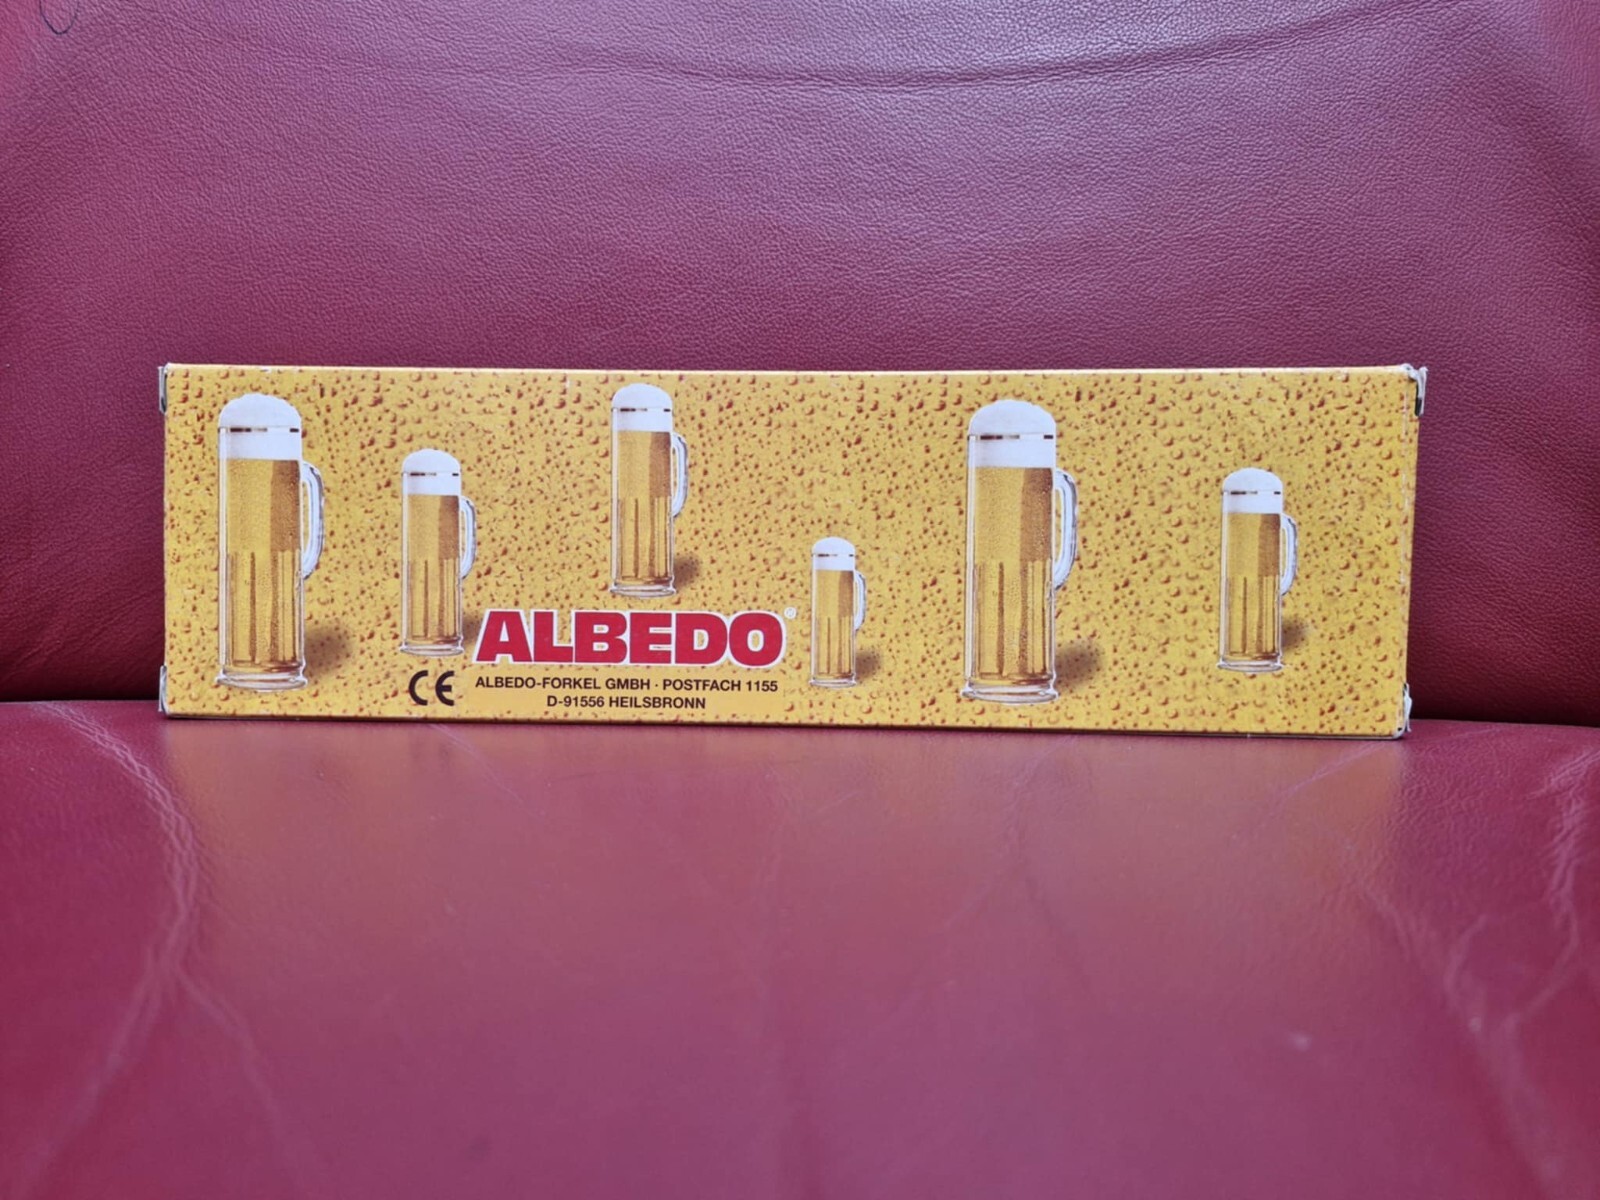 ALBEDO®
CE ALBEDO-FORKEL GMBH · POSTFACH 1155
D-91556 HEILSBRONN